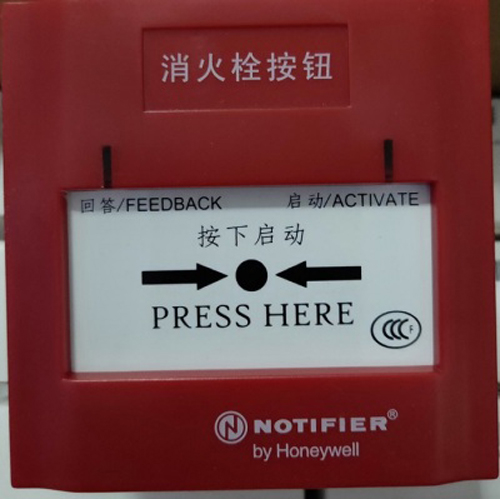 消火栓按钮
回答/FEEDBACK 启动/ACTIVATE
按下启动
PRESS HERE
CCC F
N NOTIFIER®
by Honeywell